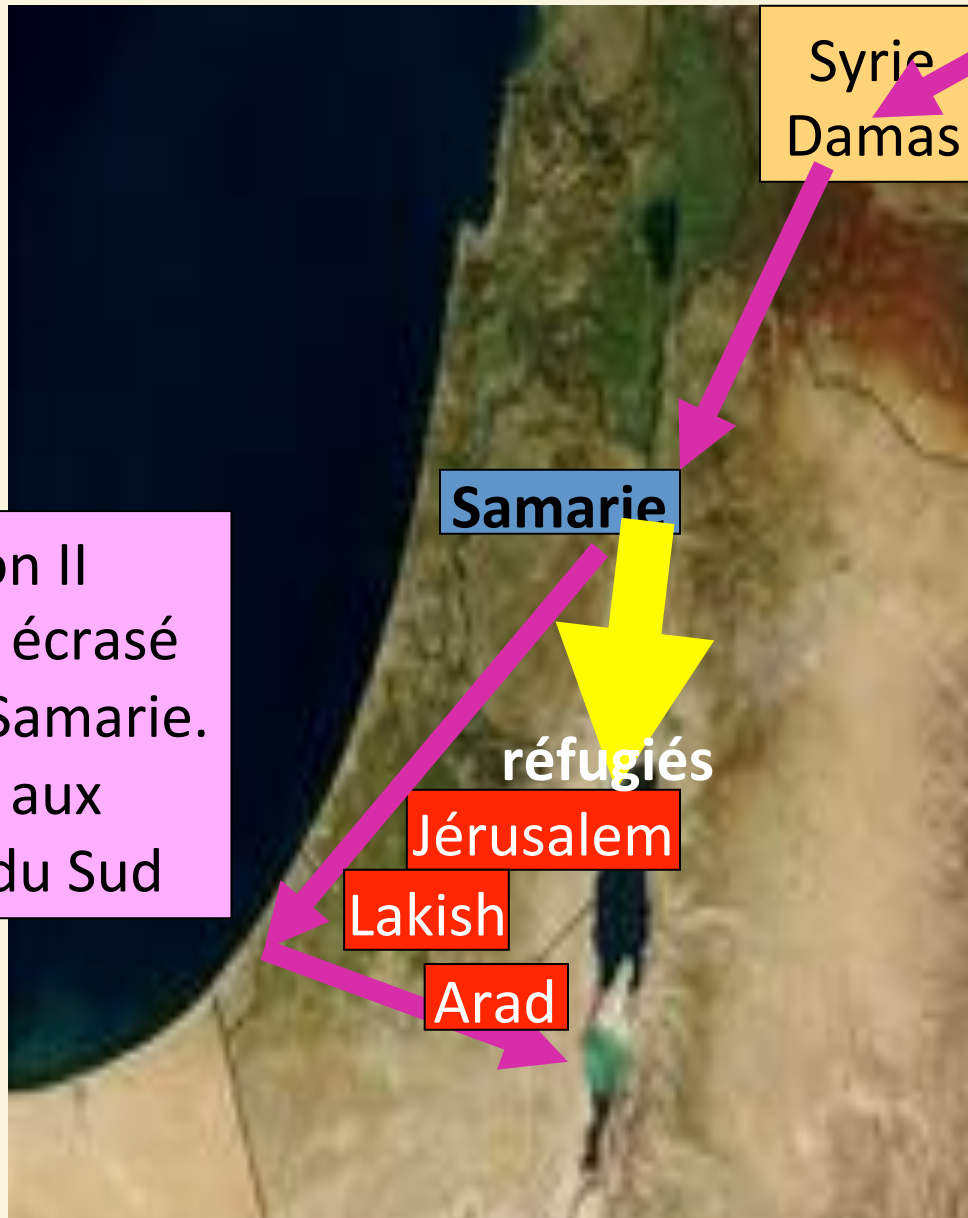 Syrie
Damas
Samarie
on II
écrasé
Samarie.
aux
du Sud
réfugiés
Jérusalem
Lakish
Arad